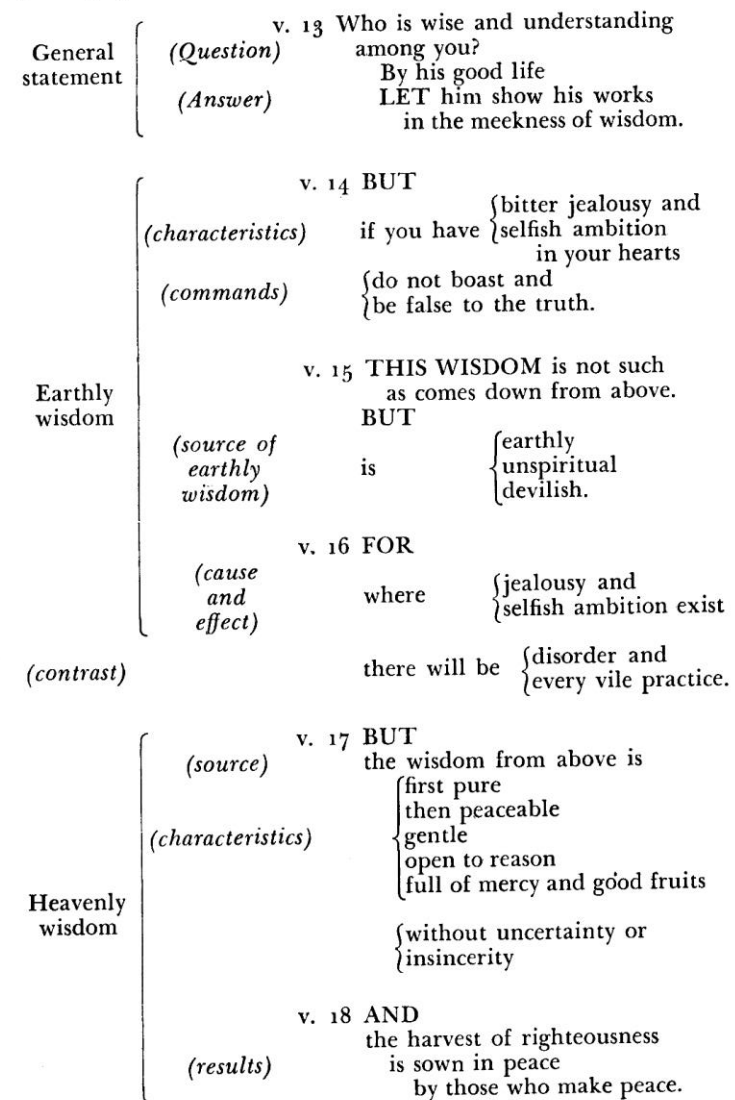 v. 13 Who is wise and understanding
General statement
(Question) among you?
By his good life
(Answer) LET him show his works
in the meekness of wisdom.
v. 14 BUT
bitter jealousy and
(characteristics) if you have selfish ambition
in your hearts
(commands) do not boast and
be false to the truth.
v. 15 THIS WISDOM is not such
Earthly wisdom
as comes down from above.
BUT
(source of earthly wisdom)
is
earthly
unspiritual
devilish.
v. 16 FOR
(cause and effect)
where
jealousy and
selfish ambition exist
(contrast)
there will be
disorder and
every vile practice.
v. 17 BUT
(source) the wisdom from above is
first pure
then peaceable
(characteristics) gentle
open to reason
full of mercy and good fruits
Heavenly wisdom
without uncertainty or
insincerity
v. 18 AND
the harvest of righteousness
(results) is sown in peace
by those who make peace.